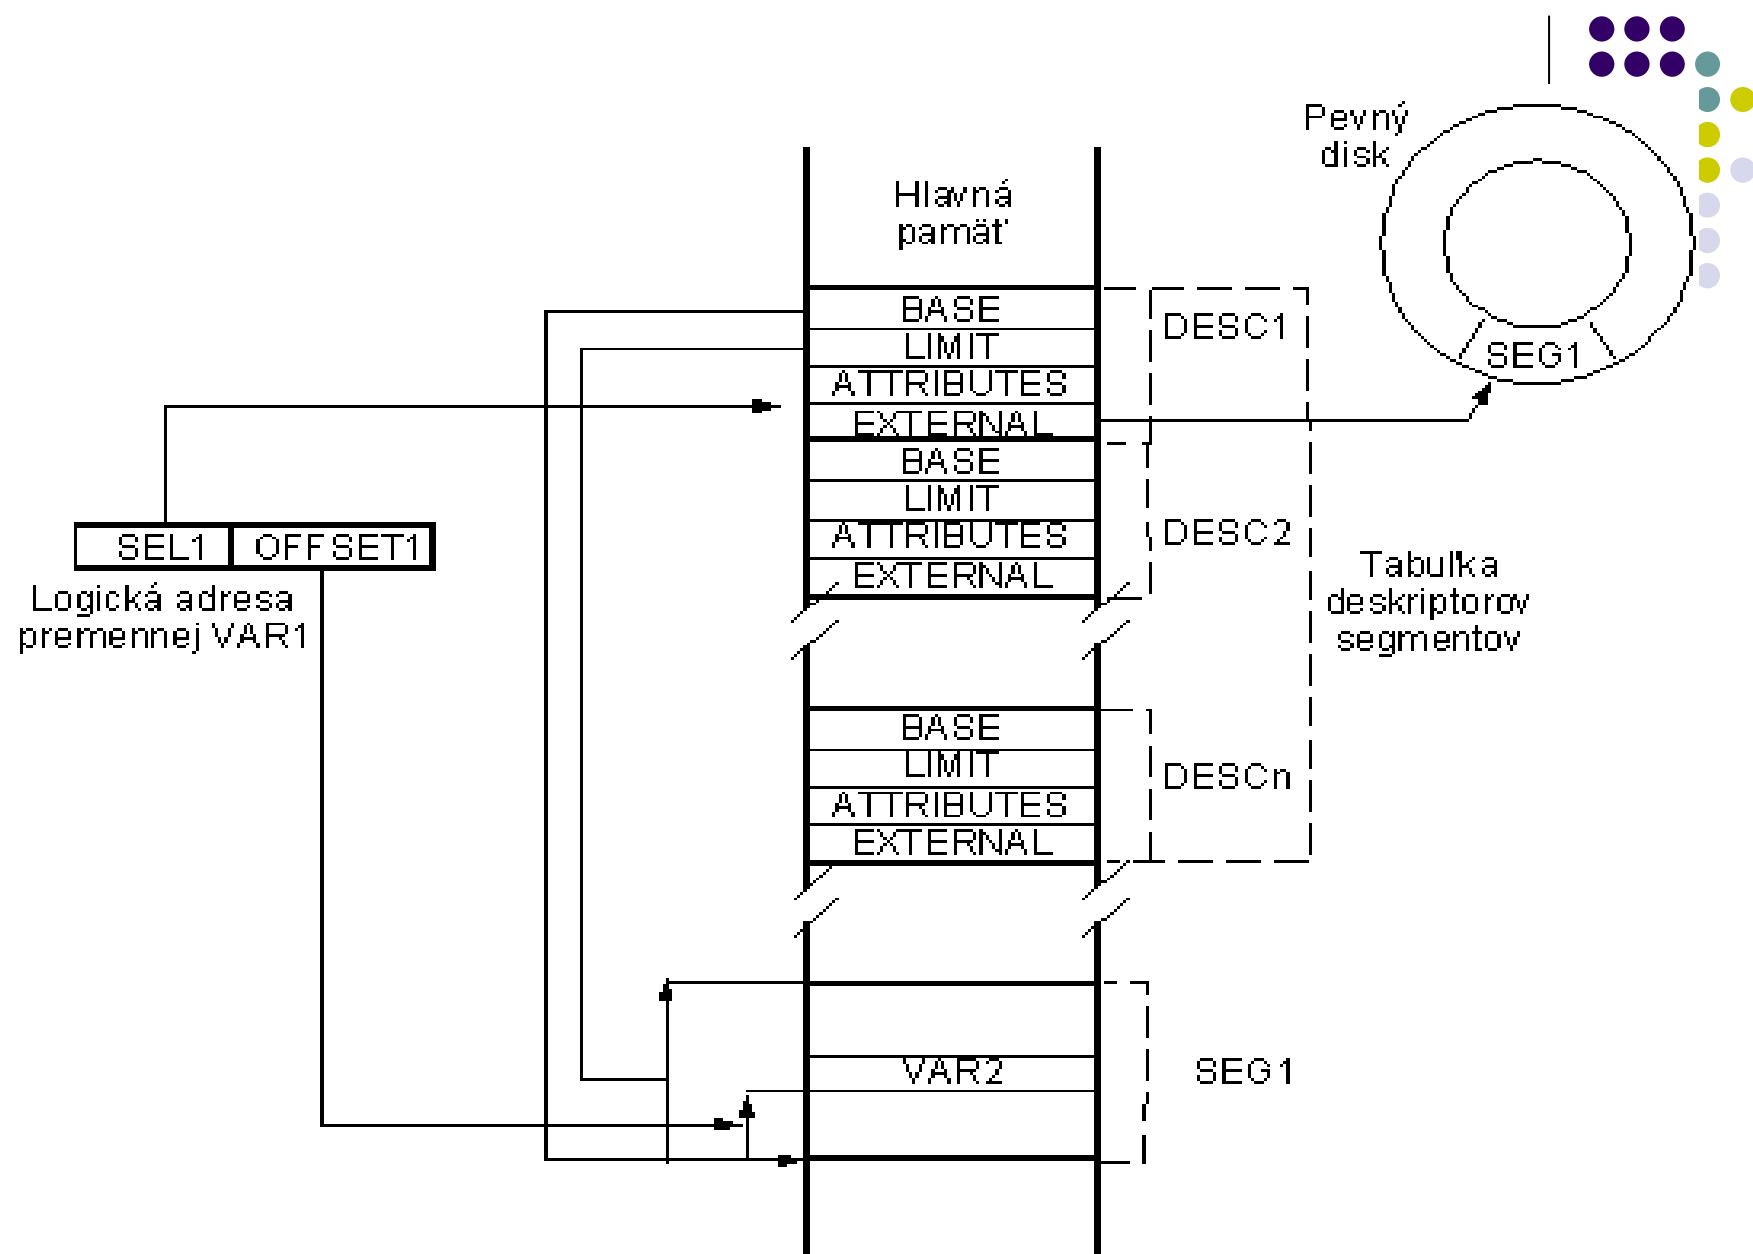 Pevný
disk
SEG1
Hlavná
pamäť
BASE
LIMIT
ATTRIBUTES
EXTERNAL
DESC1
BASE
LIMIT
ATTRIBUTES
EXTERNAL
DESC2
SEL1 OFFSET1
Logická adresa
premennej VAR1
Tabuľka
deskriptorov
segmentov
BASE
LIMIT
ATTRIBUTES
EXTERNAL
DESCn
VAR2
SEG1